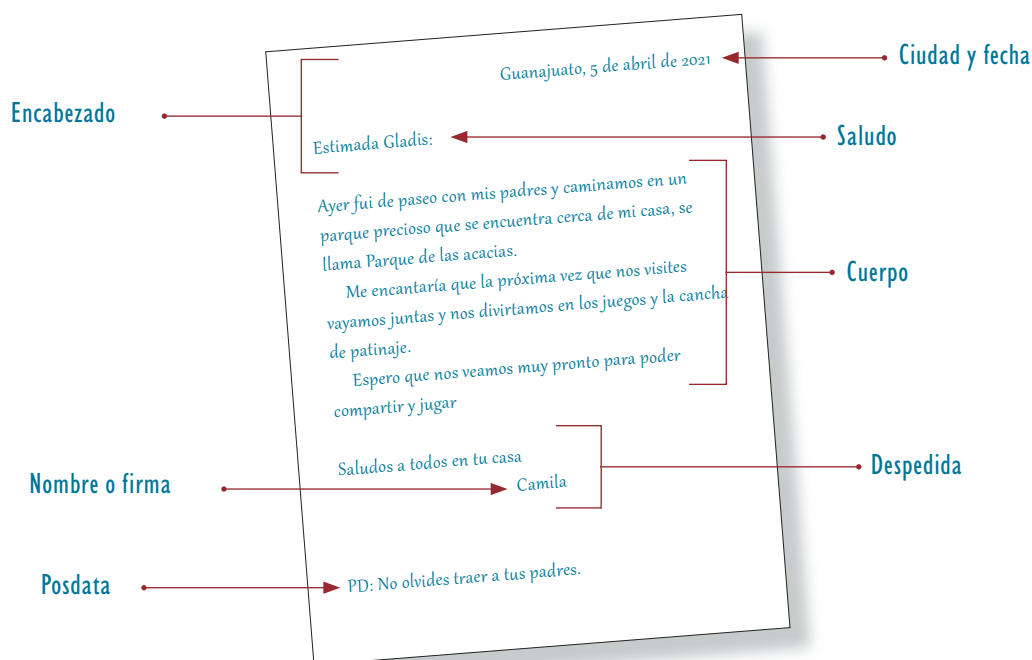 Guanajuato, 5 de abril de 2021
Ciudad y fecha
Encabezado
Estimada Gladis:
Saludo
Ayer fui de paseo con mis padres y caminamos en un
parque precioso que se encuentra cerca de mi casa, se
llama Parque de las acacias.
Me encantaría que la próxima vez que nos visites
vayamos juntas y nos divirtamos en los juegos y la cancha
de patinaje.
Espero que nos veamos muy pronto para poder
compartir y jugar
Cuerpo
Saludos a todos en tu casa
Camila
Despedida
Nombre o firma
Posdata
PD: No olvides traer a tus padres.